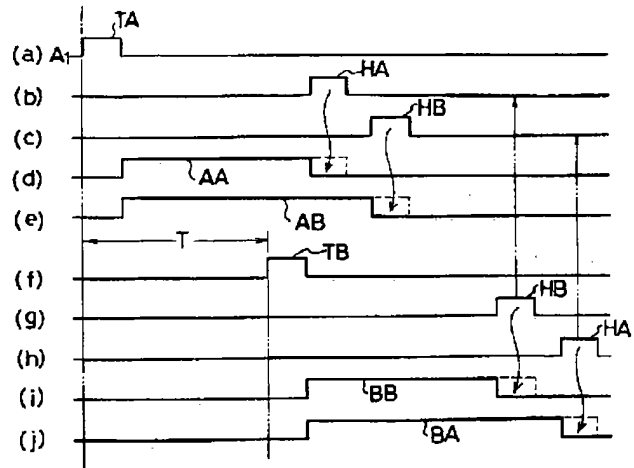 TA
(a) A1
HA
(b)
HB
(c)
(d) AA
(e) AB
T
TB
(f)
HB
(g)
HA
(h)
(i) BB
(j) BA